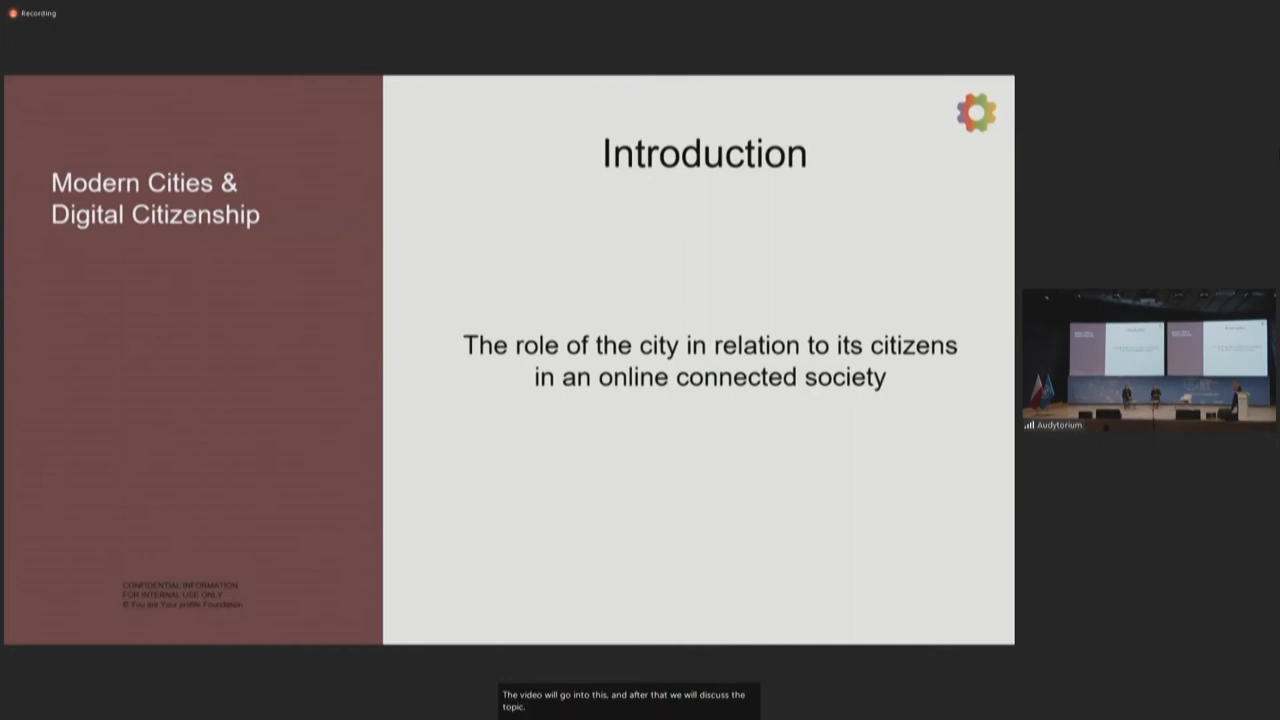 Recording
Modern Cities &
Digital Citizenship
CONFIDENTIAL INFORMATION
FOR INTERNAL USE ONLY
© You are Your profile Foundation
Introduction
The role of the city in relation to its citizens
in an online connected society
Audytorium
The video will go into this, and after that we will discuss the
topic.